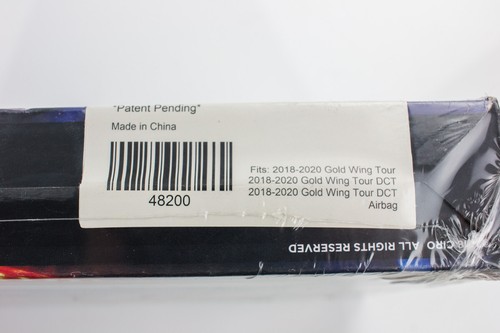 "Patent Pending"
Made in China
48200
Fits: 2018-2020 Gold Wing Tour
2018-2020 Gold Wing Tour DCT
2018-2020 Gold Wing Tour DCT
Airbag
CIRO ALL RIGHTS RESERVED